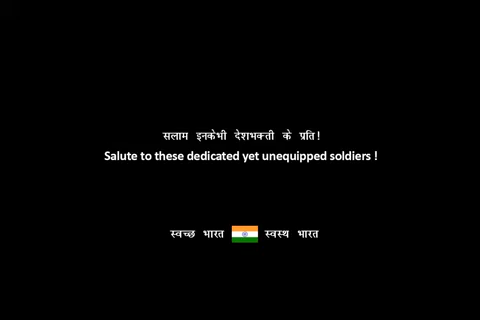 सलाम इनकेभी देशभक्ती के प्रति!
Salute to these dedicated yet unequipped soldiers !
स्वच्छ भारत स्वस्थ भारत